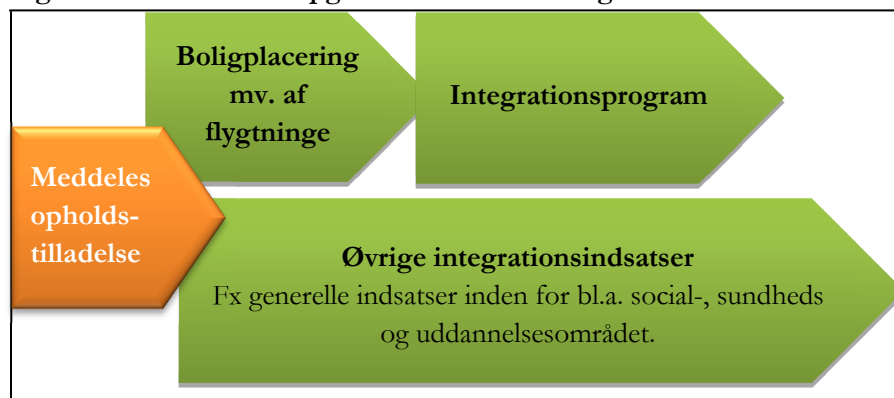 Boligplacering
mv. af
flygtninge
Integrationsprogram
Meddeles
opholds-
tilladelse
Øvrige integrationsindsatser
Fx generelle indsatser inden for bl.a. social-, sundheds
og uddannelsesområdet.